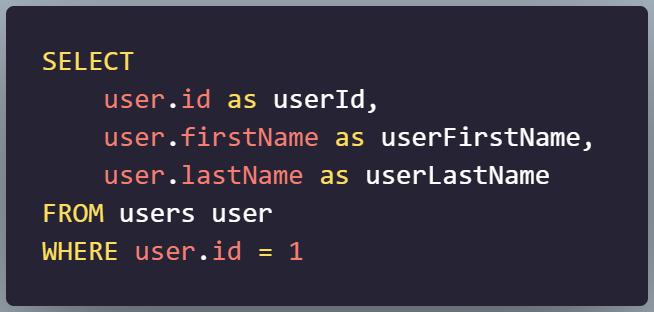 SELECT
    user.id as userId,
    user.firstName as userFirstName,
    user.lastName as userLastName
FROM users user
WHERE user.id = 1